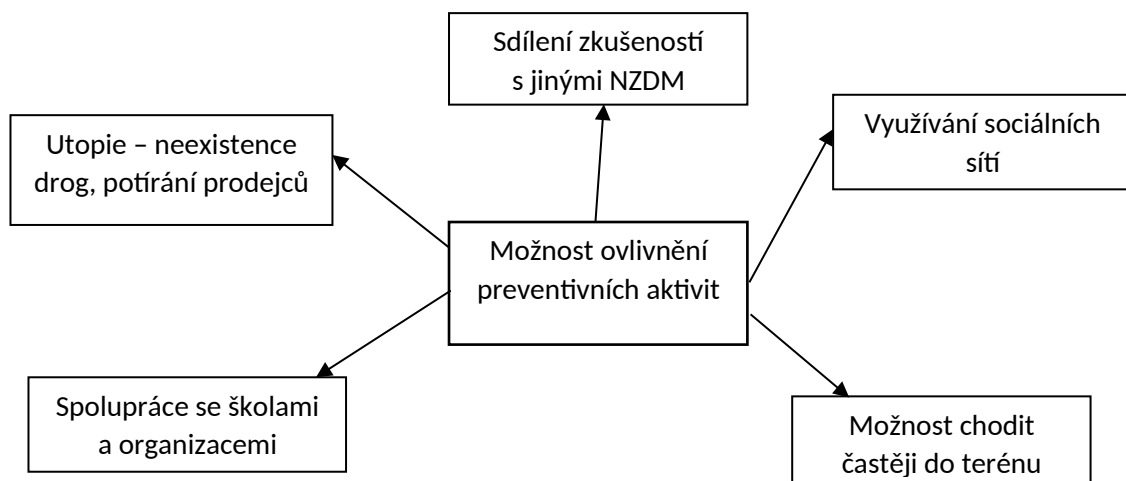 Sdílení zkušeností
s jinými NZDM
Využívání sociálních
sítí
Utopie – neexistence
drog, potírání prodejců
Možnost ovlivnění
preventivních aktivit
Spolupráce se školami
a organizacemi
Možnost chodit
častěji do terénu